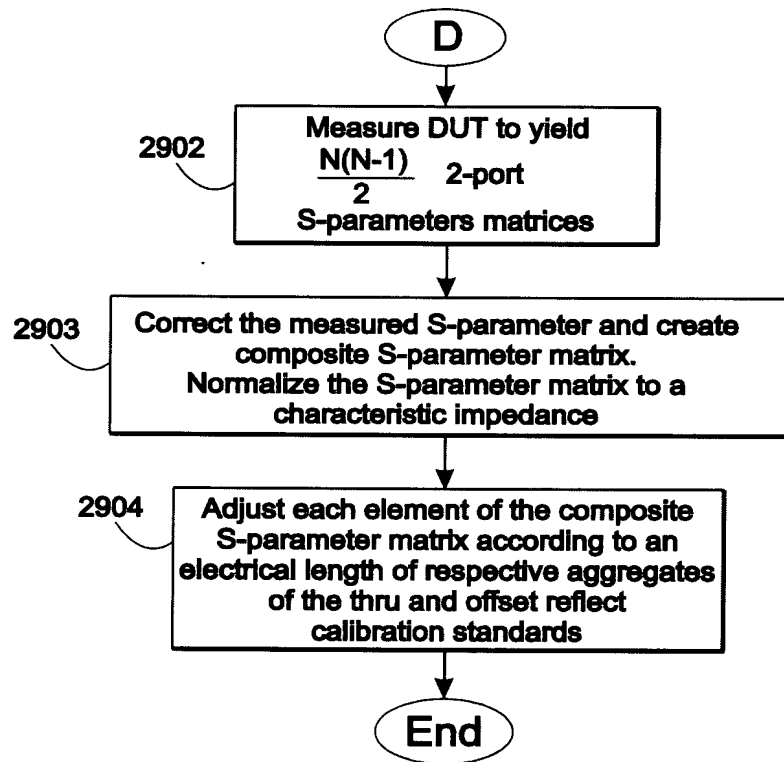 D
2902
Measure DUT to yield
N(N-1)
2
2-port
S-parameters matrices
2903
Correct the measured S-parameter and create
composite S-parameter matrix.
Normalize the S-parameter matrix to a
characteristic impedance
2904
Adjust each element of the composite
S-parameter matrix according to an
electrical length of respective aggregates
of the thru and offset reflect
calibration standards
End